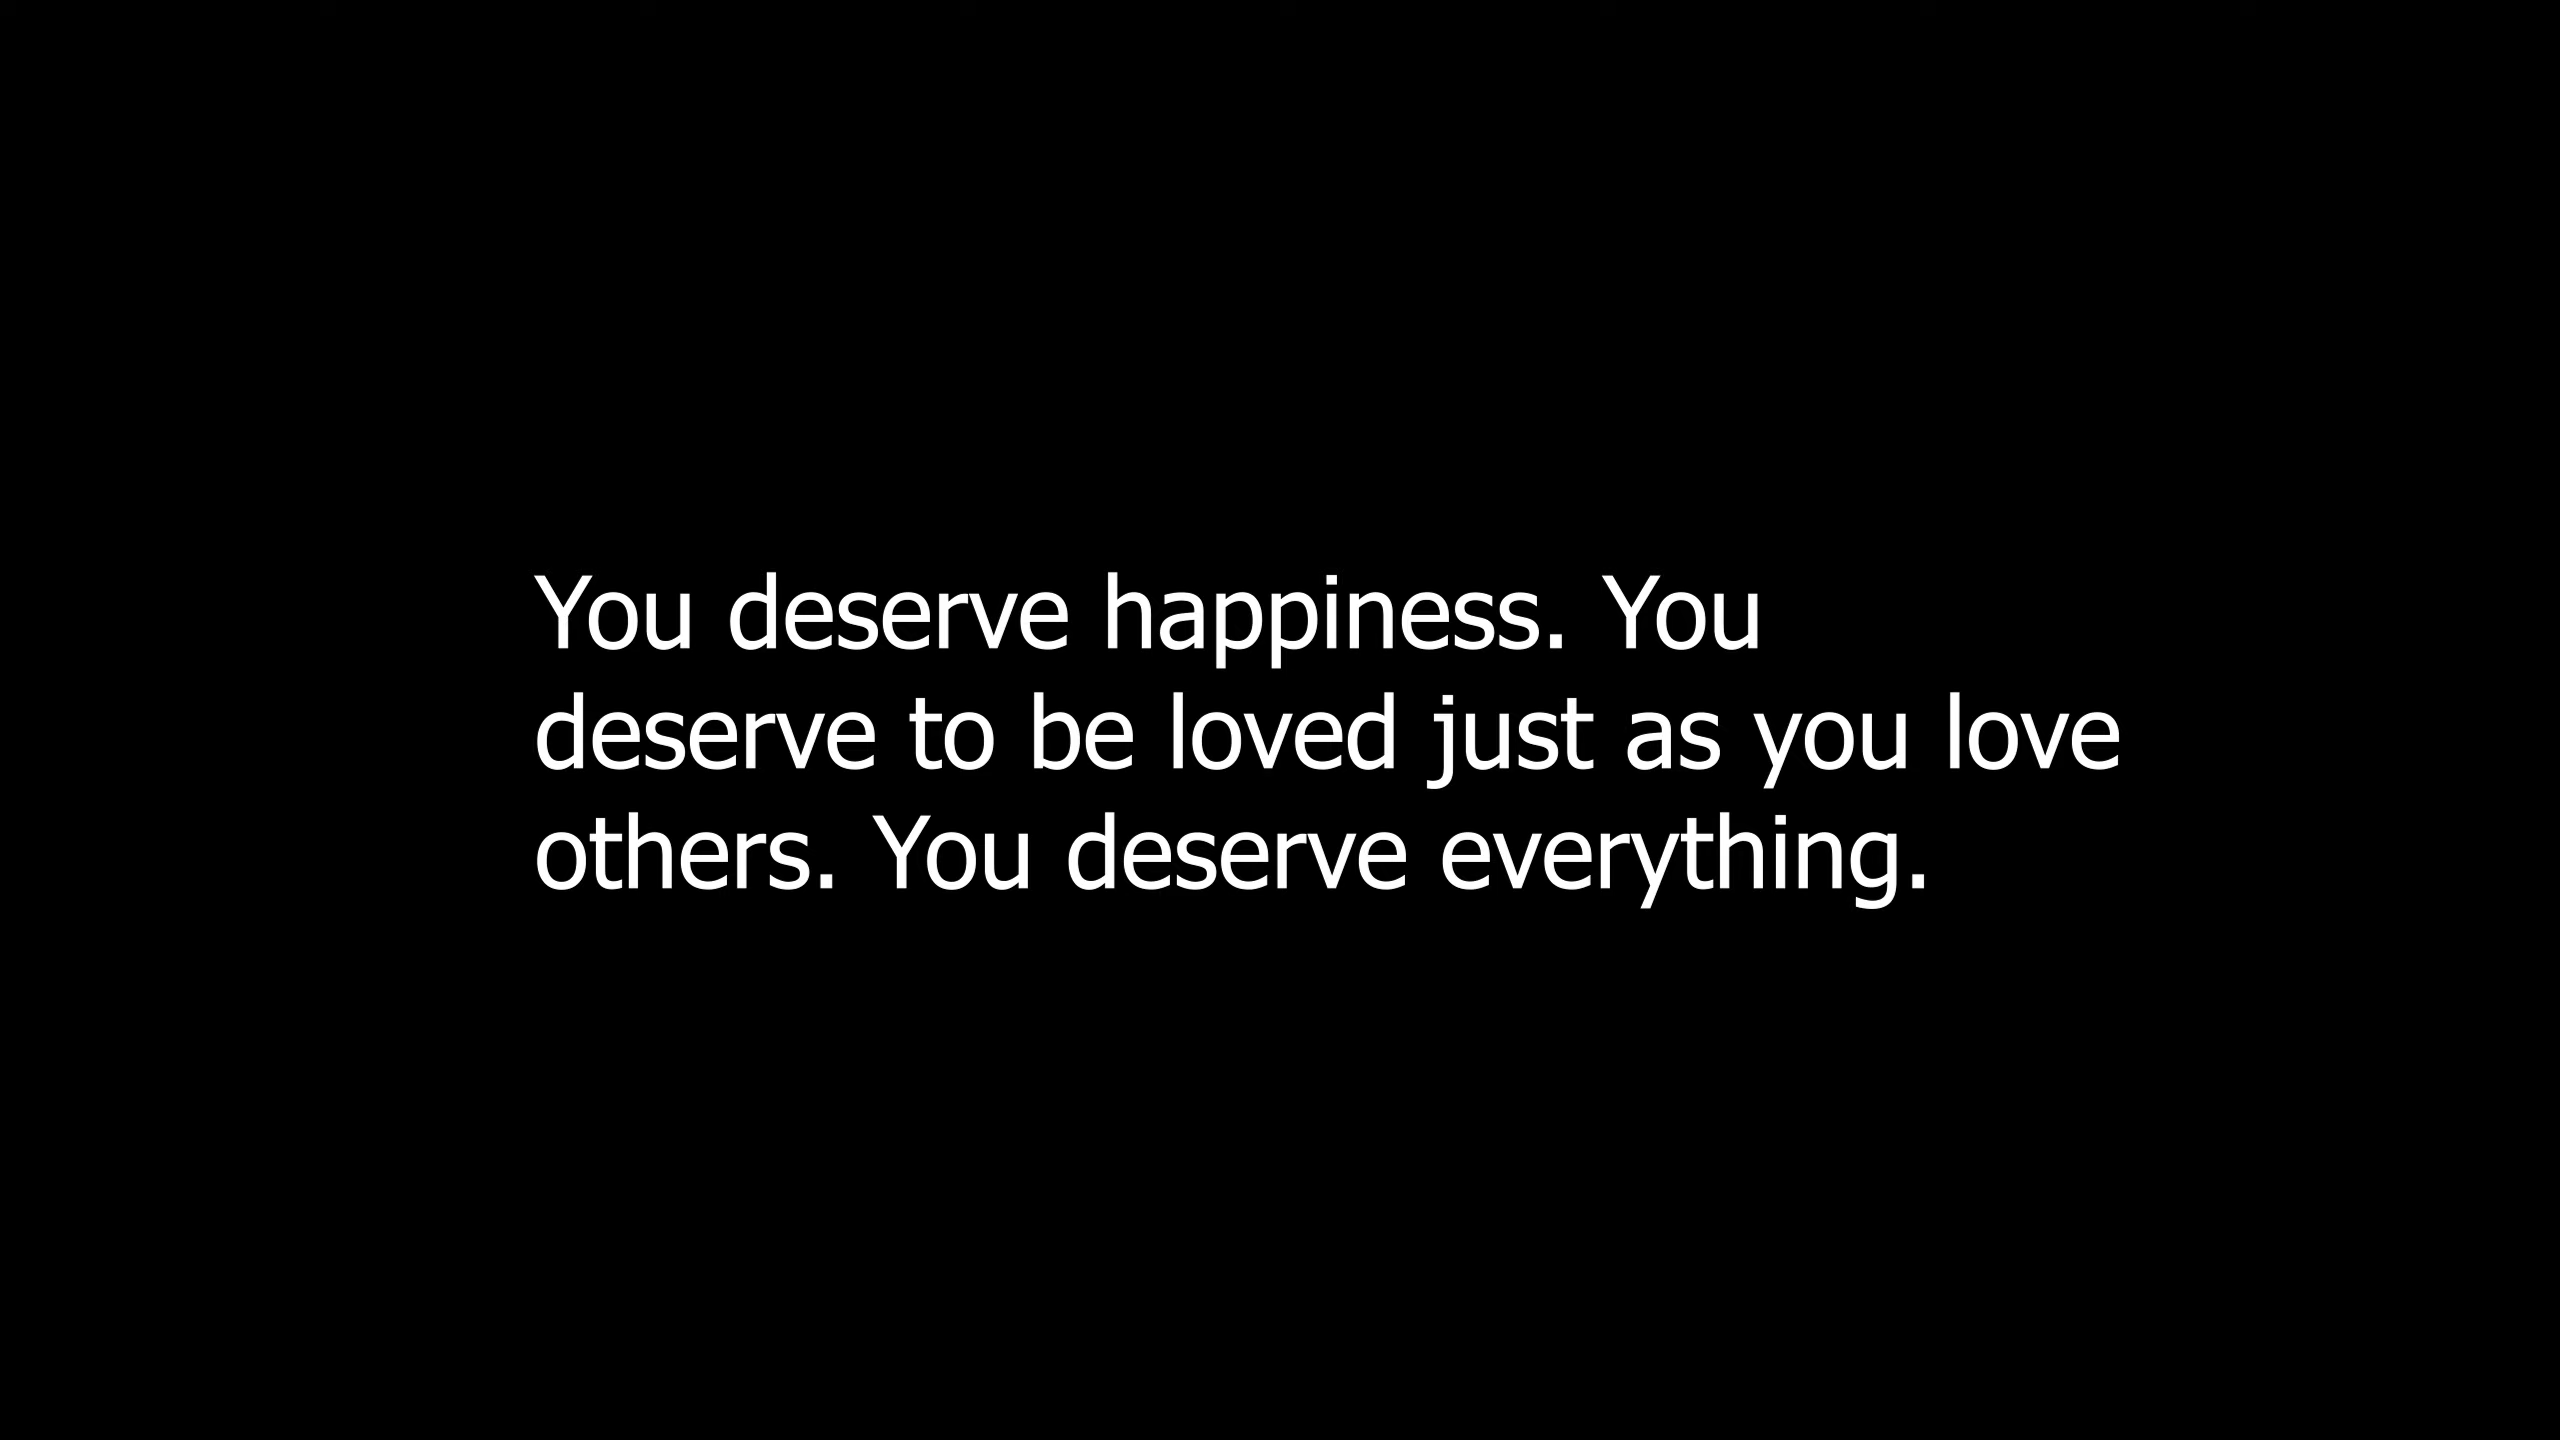 You deserve happiness. You
deserve to be loved just as you love
others. You deserve everything.